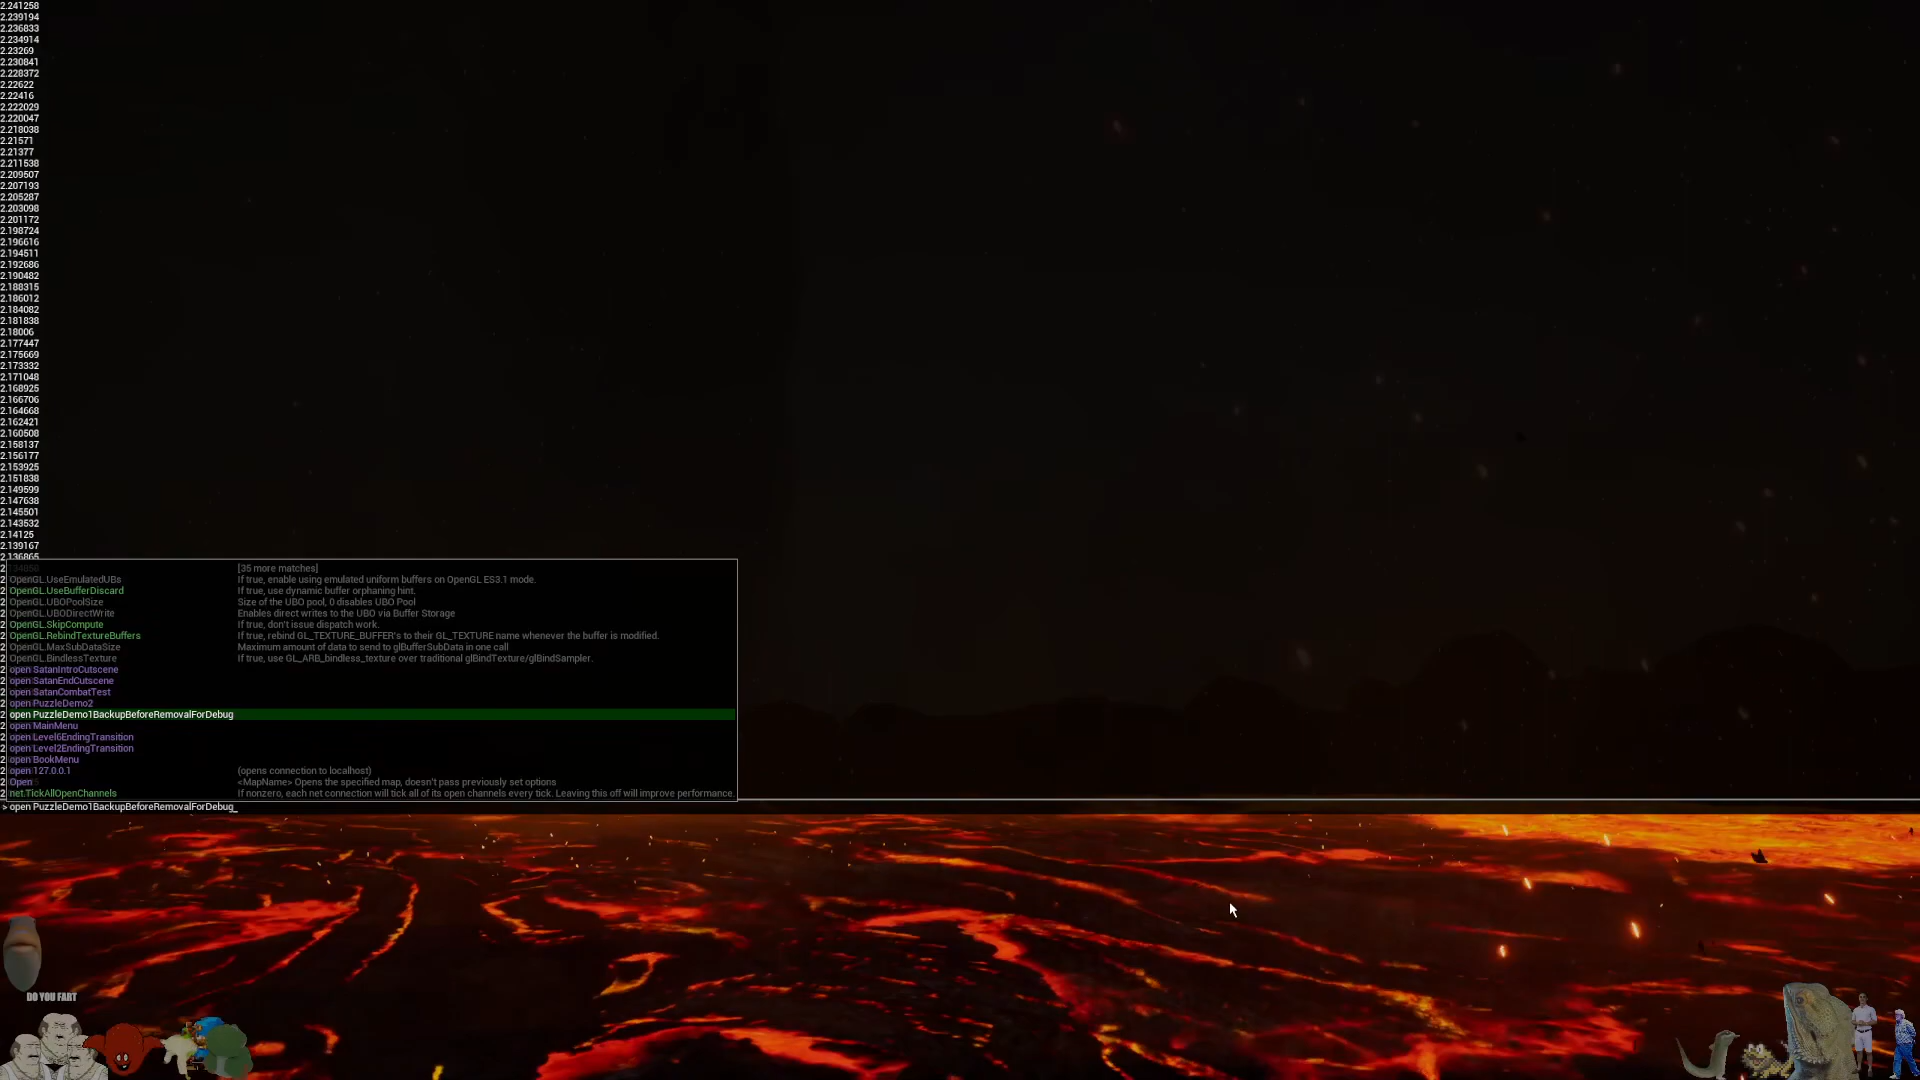 2.241258
2.239194
2.236833
2.234914
2.23269
2.230841
2.228372
2.22622
2.22416
2.222029
2.220047
2.218038
2.21571
2.21377
2.211538
2.209507
2.207193
2.205287
2.203098
2.201172
2.198724
2.196616
2.194511
2.192686
2.190482
2.188315
2.186012
2.184082
2.181838
2.18006
2.177447
2.175669
2.173332
2.171048
2.168925
2.166706
2.164668
2.162421
2.160508
2.158137
2.156177
2.153925
2.151838
2.149599
2.147638
2.145501
2.143532
2.14125
2.139167
2.136865
[35 more matches]
OpenGL.UseEmulatedUBs If true, enable using emulated uniform buffers on OpenGL ES3.1 mode.
OpenGL.UseBufferDiscard If true, use dynamic buffer orphaning hint.
OpenGL.UBOPoolSize Size of the UBO pool, 0 disables UBO Pool
OpenGL.UBODirectWrite Enables direct writes to the UBO via Buffer Storage
OpenGL.SkipCompute If true, don't issue dispatch work.
OpenGL.RebindTextureBuffers If true, rebind GL_TEXTURE_BUFFER's to their GL_TEXTURE name whenever the buffer is modified.
OpenGL.MaxSubDataSize Maximum amount of data to send to glBufferSubData in one call
OpenGL.BindlessTexture If true, use GL_ARB_bindless_texture over traditional glBindTexture/glBindSampler.
open SatanIntroCutscene
open SatanEndCutscene
open SatanCombatTest
open PuzzleDemo2
open PuzzleDemo1BackupBeforeRemovalForDebug
open MainMenu
open Level6EndingTransition
open Level2EndingTransition
open BookMenu
open 127.0.0.1 (opens connection to localhost)
Open <MapName> Opens the specified map, doesn't pass previously set options
net.TickAllOpenChannels If nonzero, each net connection will tick all of its open channels every tick. Leaving this off will improve performance.
> open PuzzleDemo1BackupBeforeRemovalForDebug_
DO YOU FART